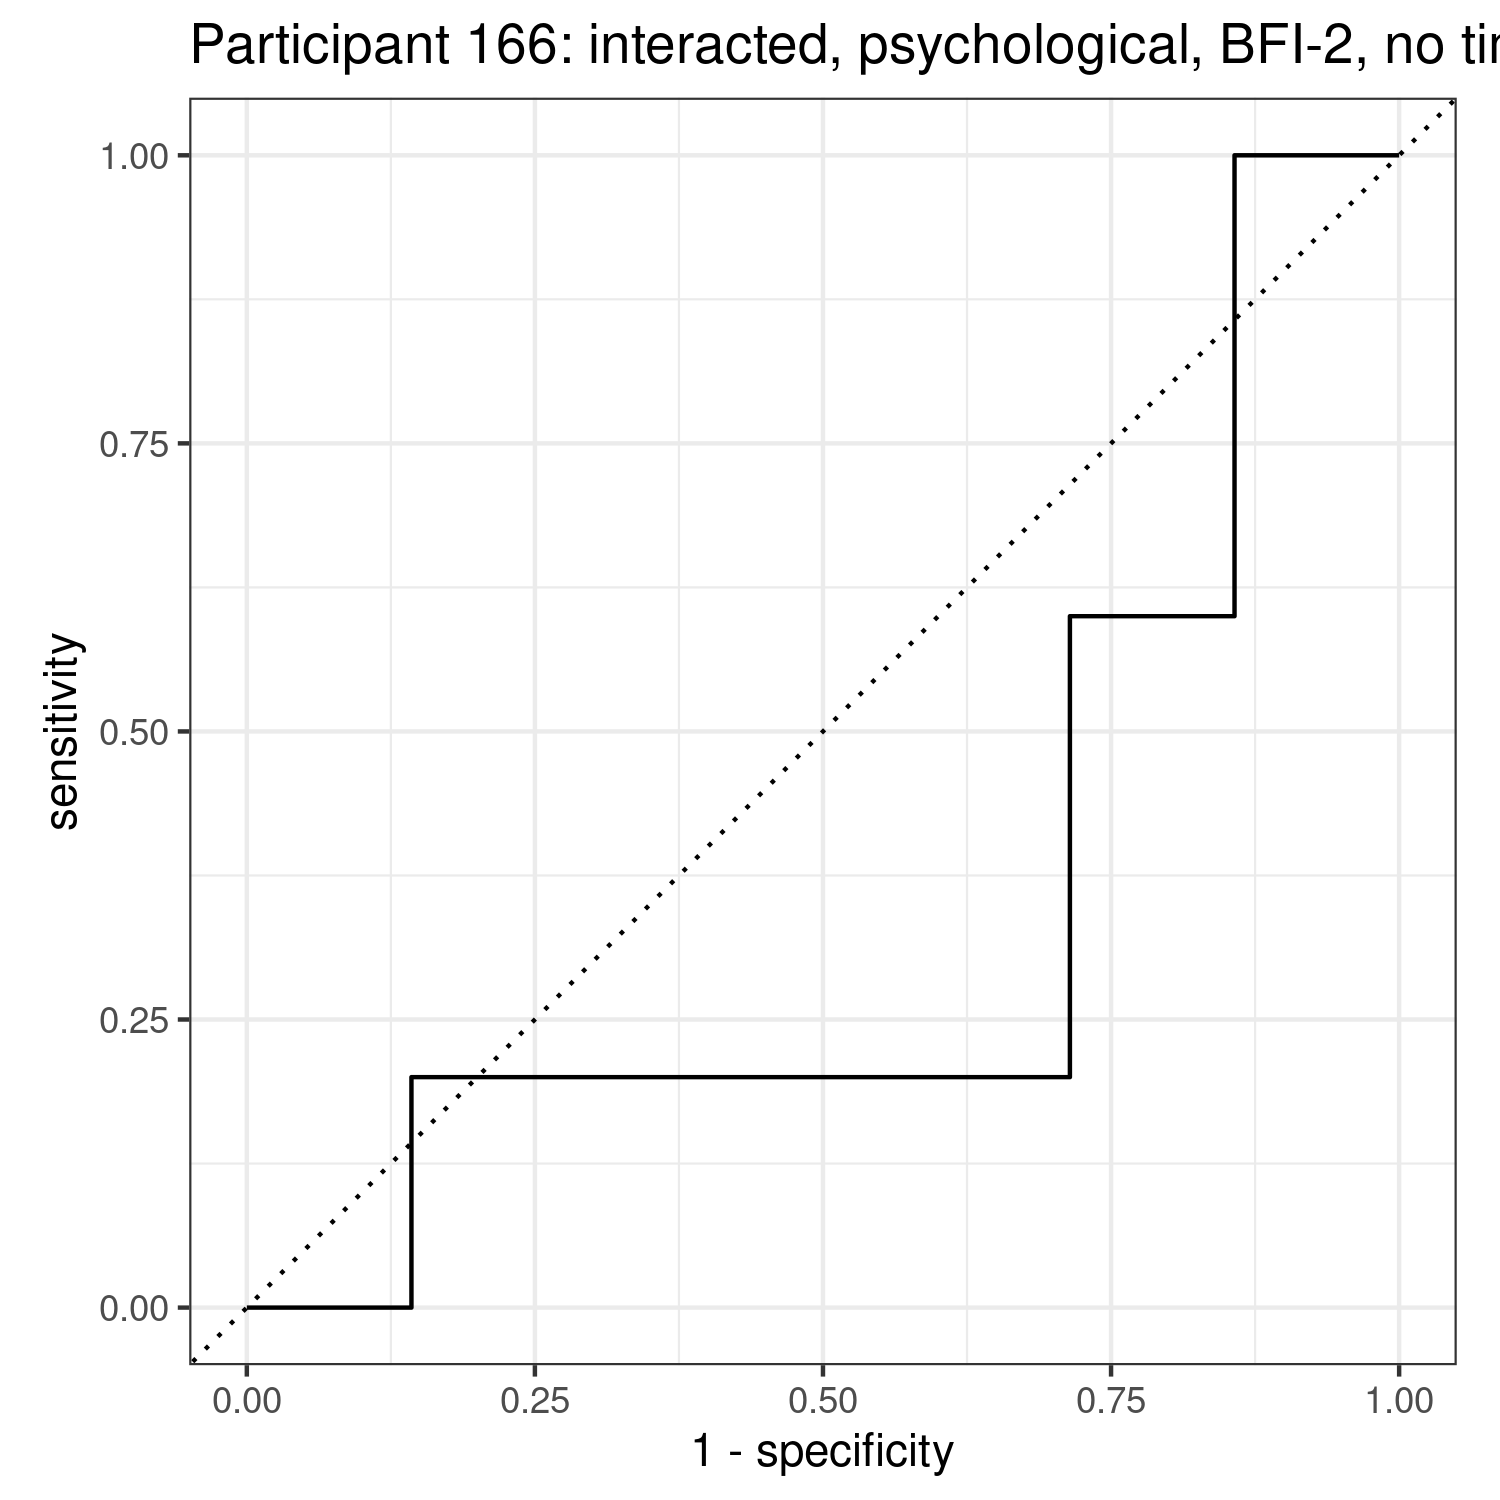 Participant 166: interacted, psychological, BFI-2, no
1.00
0.75
0.50
0.25
0.00
sensitivity
0.00 0.25 0.50 0.75 1.00
1 - specificity